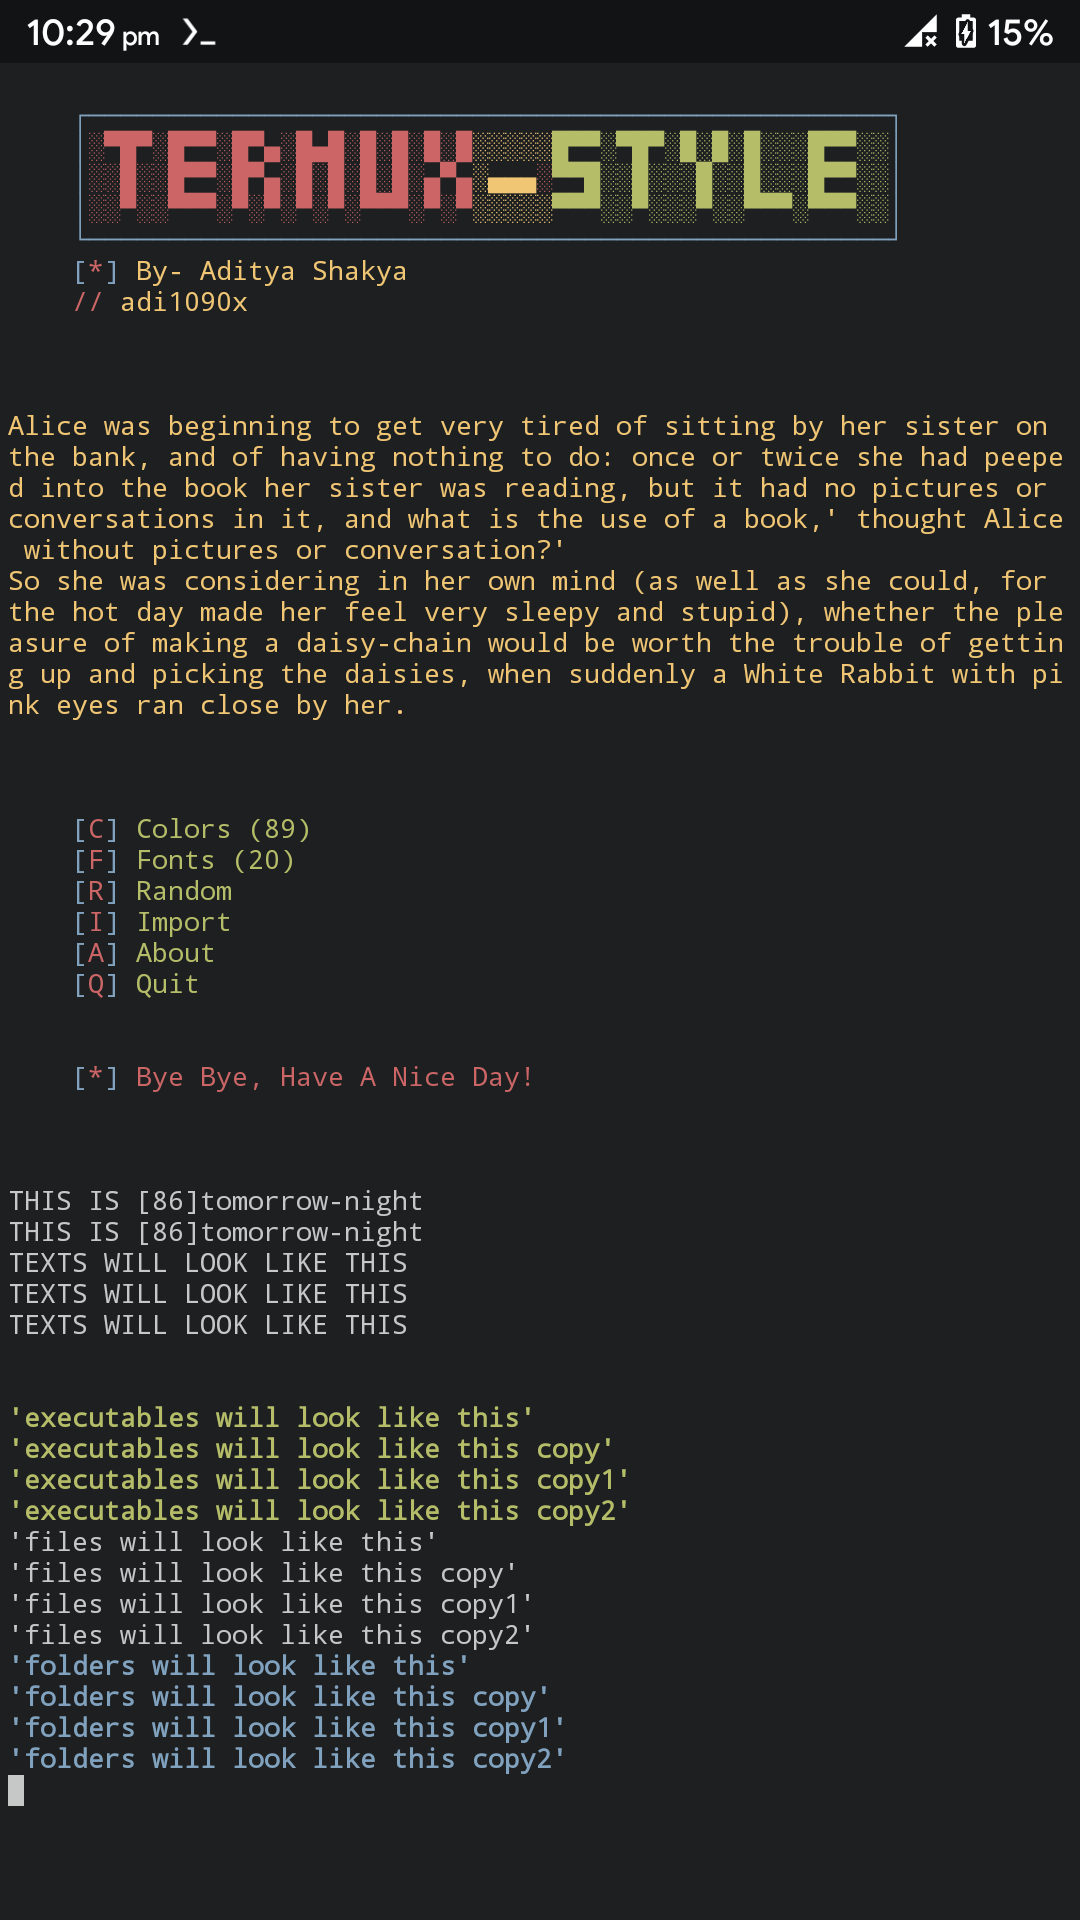 10:29 pm 15%
TERMUX-STYLE
[*] By- Aditya Shakya
// adi1090x
Alice was beginning to get very tired of sitting by her sister on
the bank, and of having nothing to do: once or twice she had peepe
d into the book her sister was reading, but it had no pictures or
conversations in it, and what is the use of a book,' thought Alice
without pictures or conversation?'
So she was considering in her own mind (as well as she could, for
the hot day made her feel very sleepy and stupid), whether the ple
asure of making a daisy-chain would be worth the trouble of gettin
g up and picking the daisies, when suddenly a White Rabbit with pi
nk eyes ran close by her.
[C] Colors (89)
[F] Fonts (20)
[R] Random
[I] Import
[A] About
[Q] Quit
[*] Bye Bye, Have A Nice Day!
THIS IS [86]tomorrow-night
THIS IS [86]tomorrow-night
TEXTS WILL LOOK LIKE THIS
TEXTS WILL LOOK LIKE THIS
TEXTS WILL LOOK LIKE THIS
'executables will look like this'
'executables will look like this copy'
'executables will look like this copy1'
'executables will look like this copy2'
'files will look like this'
'files will look like this copy'
'files will look like this copy1'
'files will look like this copy2'
'folders will look like this'
'folders will look like this copy'
'folders will look like this copy1'
'folders will look like this copy2'